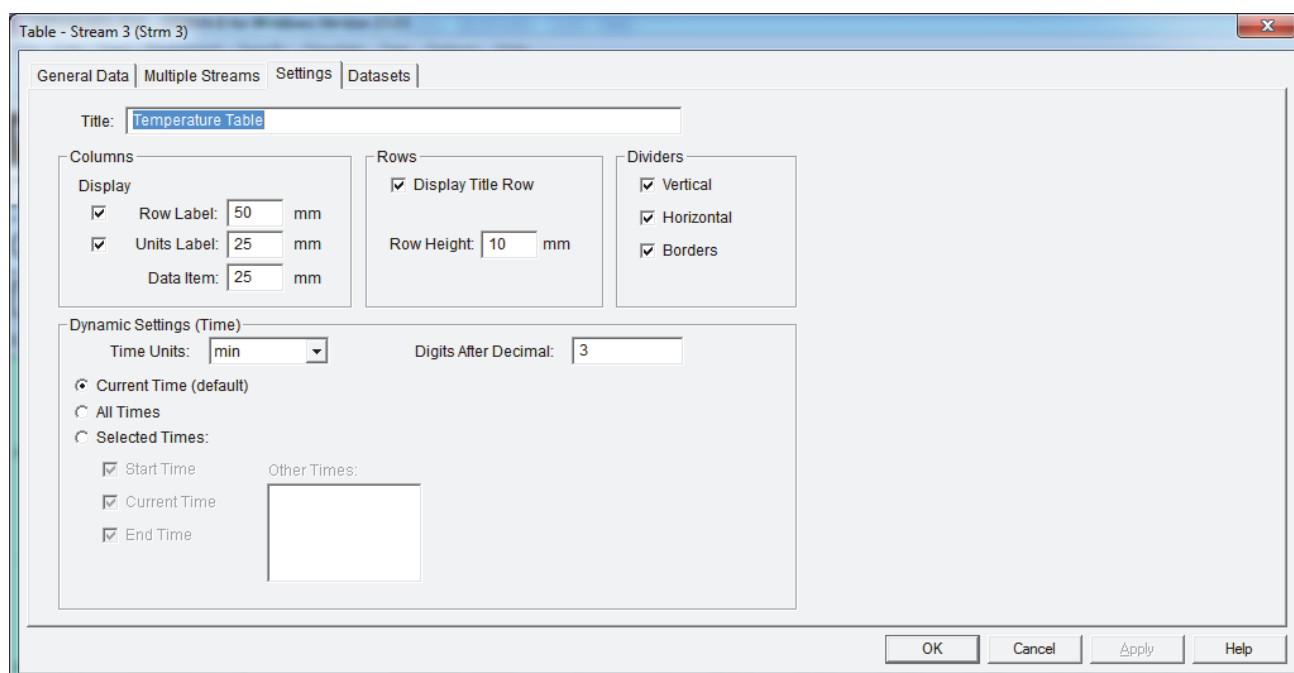 Table - Stream 3 (Strm 3)
General Data Multiple Streams Settings Datasets
Title: Temperature Table
Columns
Display
Row Label: 50 mm
Units Label: 25 mm
Data Item: 25 mm
Rows
Display Title Row
Row Height: 10 mm
Dividers
Vertical
Horizontal
Borders
Dynamic Settings (Time)
Time Units: min Digits After Decimal: 3
Current Time (default)
All Times
Selected Times:
Start Time
Current Time
End Time
Other Times:
OK Cancel Apply Help